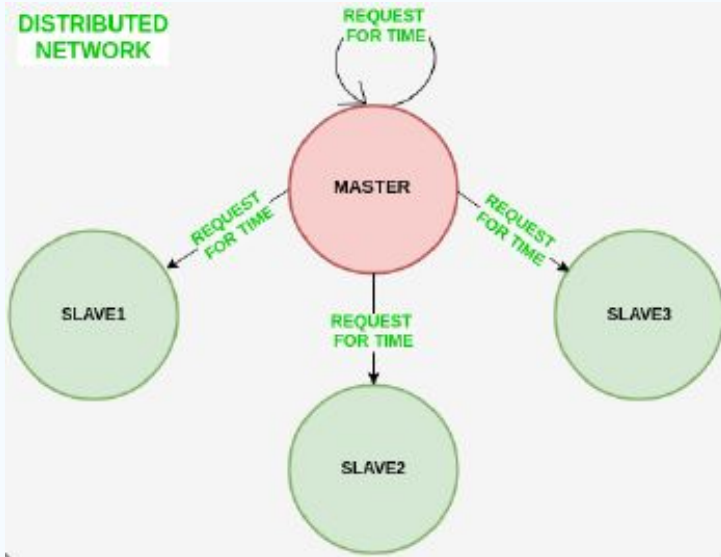 DISTRIBUTED
NETWORK
REQUEST
FOR TIME
MASTER
REQUEST
FOR TIME
REQUEST
FOR TIME
SLAVE1
REQUEST
FOR TIME
SLAVE3
SLAVE2